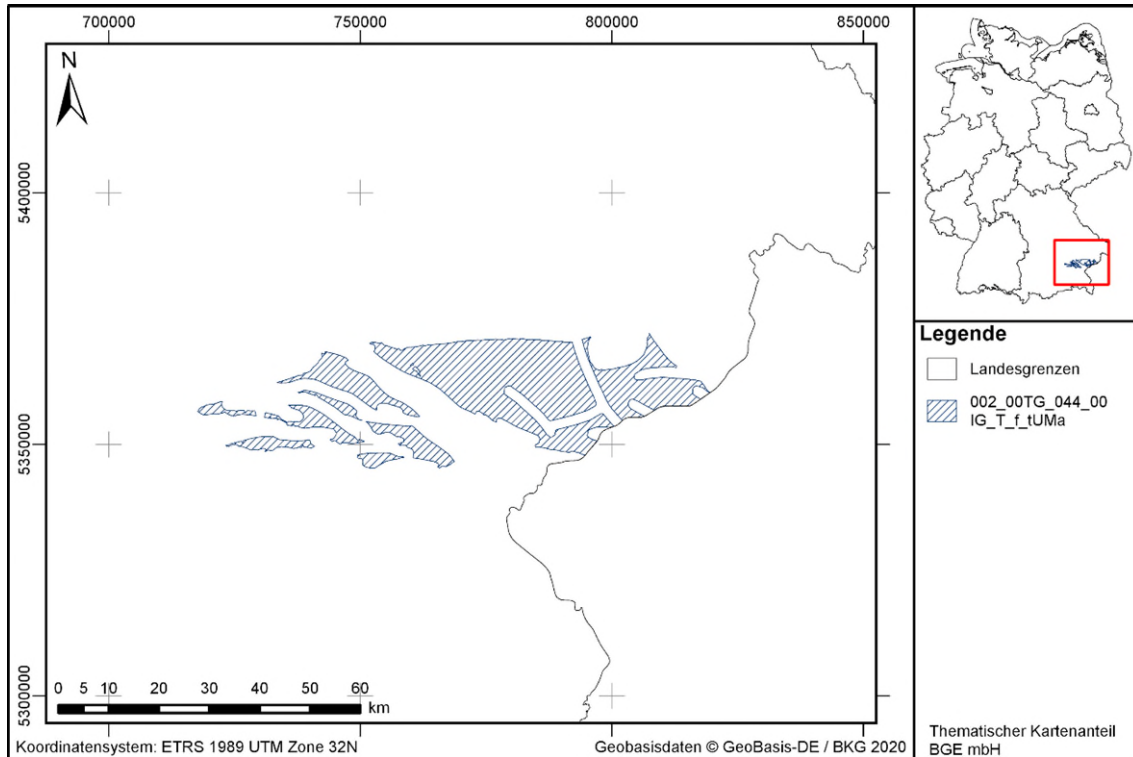 700000 750000 800000 850000
N
5400000
5350000
5300000
0 5 10 20 30 40 50 60
km
Koordinatensystem: ETRS 1989 UTM Zone 32N
Geobasisdaten © GeoBasis-DE / BKG 2020
Legende
Landesgrenzen
002_00TG_044_00
IG_T_f_tUMa
Thematischer Kartenanteil
BGE mbH